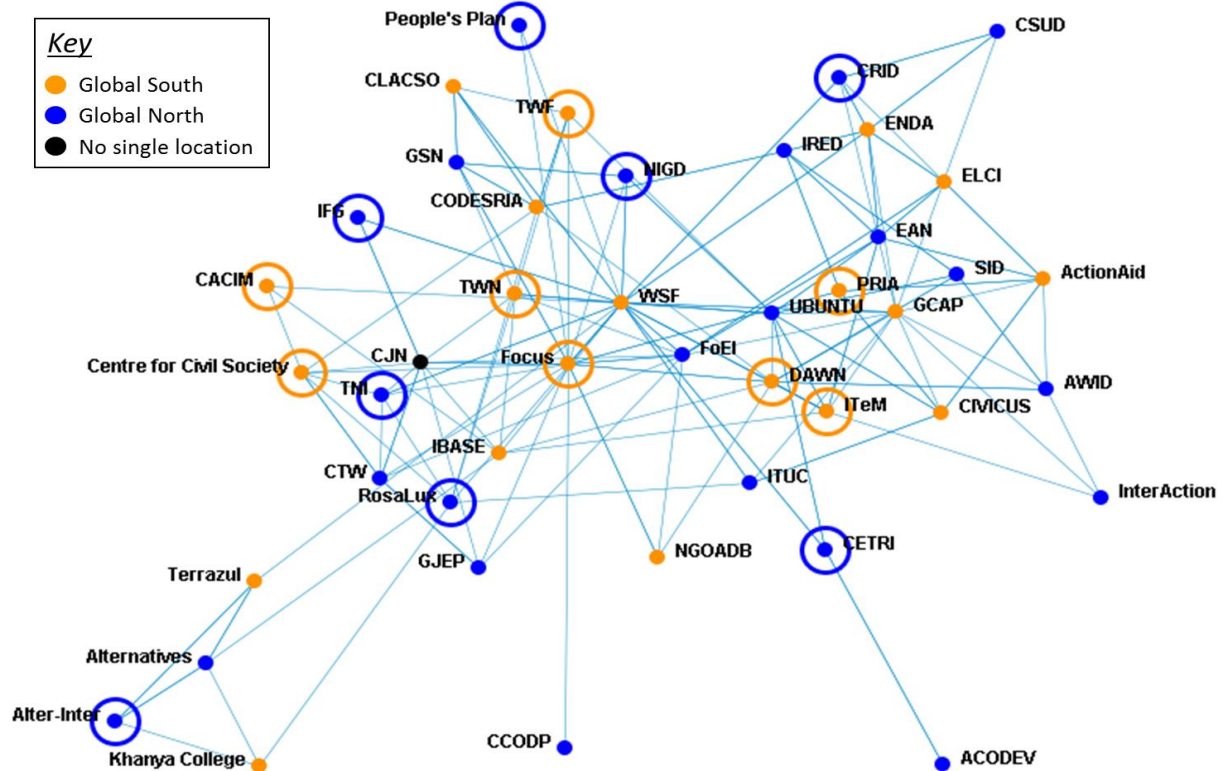 Key
Global South
Global North
No single location
People's Plan
CSUD
CLACSO
CRID
TWF
ENDA
IRED
GSN
NIGD
ELCI
CODESRIA
IFG
EAN
SID
ActionAid
CACIM
TWN
PRIA
WSF
UBUNTU
GCAP
FoEI
CJN
Focus
Centre for Civil Society
DAWN
TNI
AWID
ITeM
CIVICUS
IBASE
CTW
ITUC
RosaLux
InterAction
CETRI
NGOADB
GJEP
Terrazul
Alternatives
Alter-Inter
CCODP
Khanya College
ACODEV